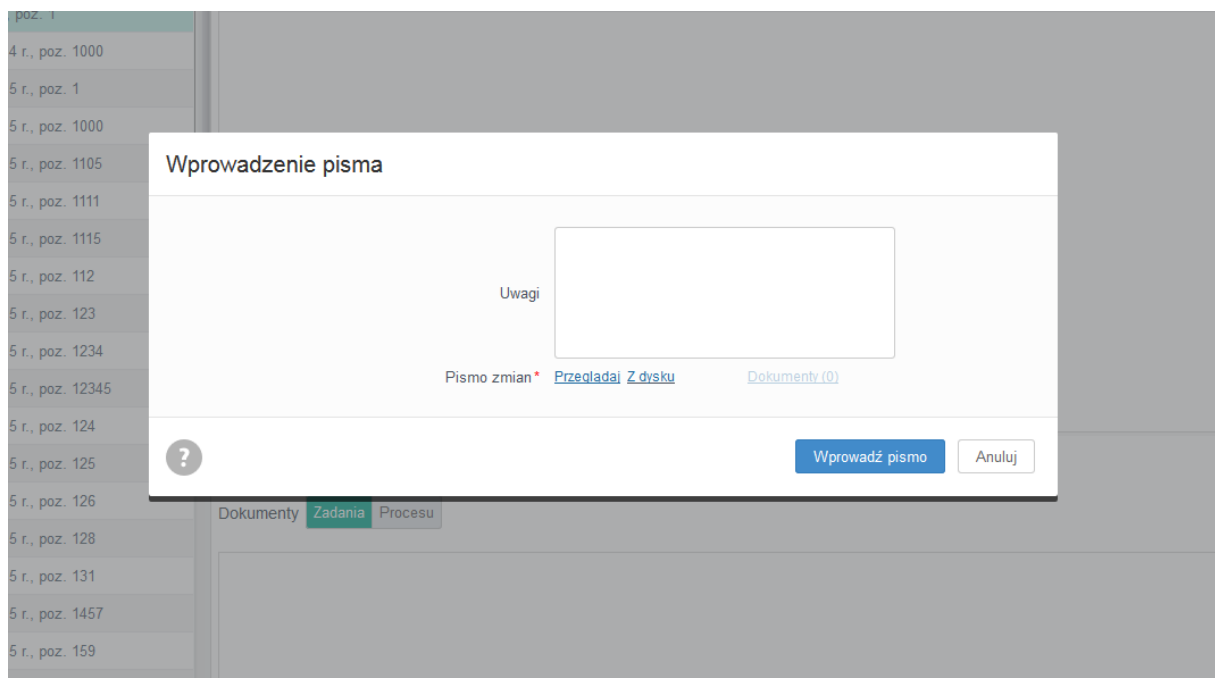 , poz. 1
4 r., poz. 1000
5 r., poz. 1
5 r., poz. 1000
5 r., poz. 1105
5 r., poz. 1111
5 r., poz. 1115
5 r., poz. 112
5 r., poz. 123
5 r., poz. 1234
5 r., poz. 12345
5 r., poz. 124
5 r., poz. 125
5 r., poz. 126
5 r., poz. 128
5 r., poz. 131
5 r., poz. 1457
5 r., poz. 159
Wprowadzenie pisma
Uwagi
Pismo zmian* Przeglądaj Z dysku Dokumenty (0)
? Wprowadź pismo Anuluj
Dokumenty Zadania Procesu